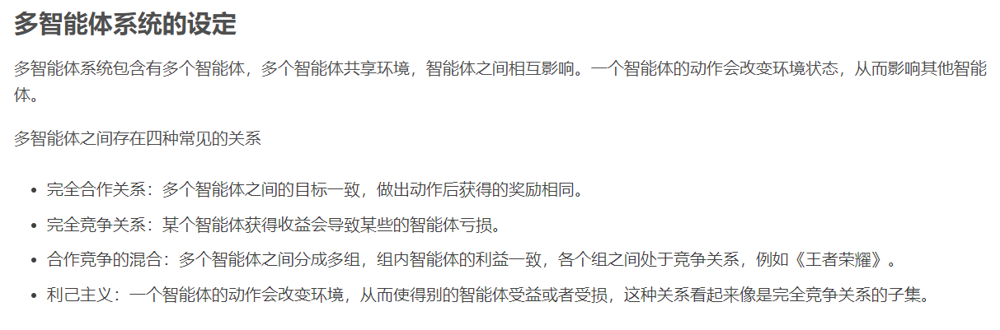 多智能体系统的设定
多智能体系统包含有多个智能体，多个智能体共享环境，智能体之间相互影响。一个智能体的动作会改变环境状态，从而影响其他智能
体。
多智能体之间存在四种常见的关系
• 完全合作关系：多个智能体之间的目标一致，做出动作后获得的奖励相同。
• 完全竞争关系：某个智能体获得收益会导致某些的智能体亏损。
• 合作竞争的混合：多个智能体之间分成多组，组内智能体的利益一致，各个组之间处于竞争关系，例如《王者荣耀》。
• 利己主义：一个智能体的动作会改变环境，从而使得别的智能体受益或者受损，这种关系看起来像是完全竞争关系的子集。